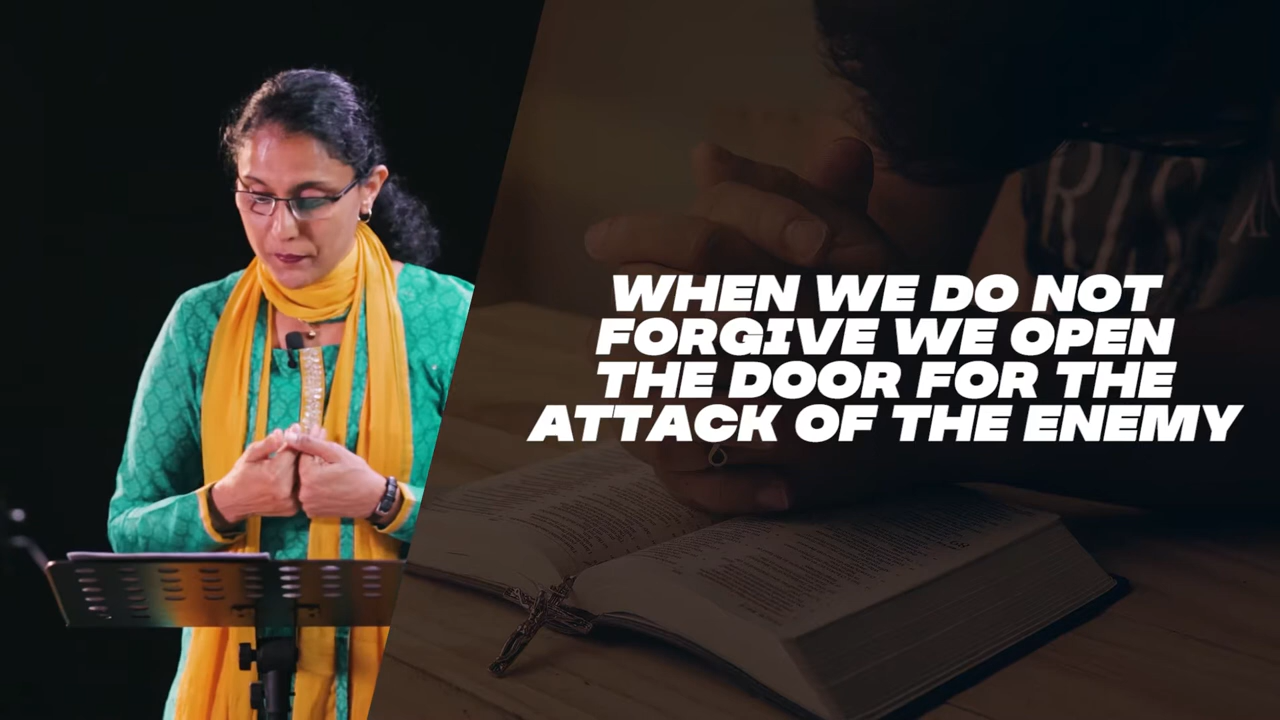 WHEN WE DO NOT
FORGIVE WE OPEN
THE DOOR FOR THE
ATTACK OF THE ENEMY